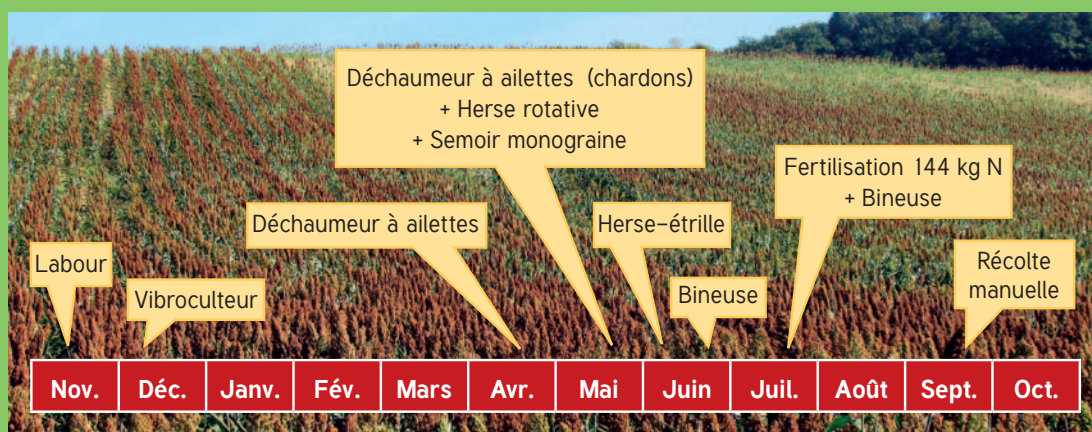 Déchaumeur à ailettes (chardons)
+ Herse rotative
+ Semoir monograine
Fertilisation 144 kg N
+ Bineuse
Déchaumeur à ailettes
Herse-étrille
Labour
Vibroculteur
Bineuse
Récolte
manuelle
Nov.
Déc.
Janv.
Fév.
Mars
Avr.
Mai
Juin
Juil.
Août
Sept.
Oct.